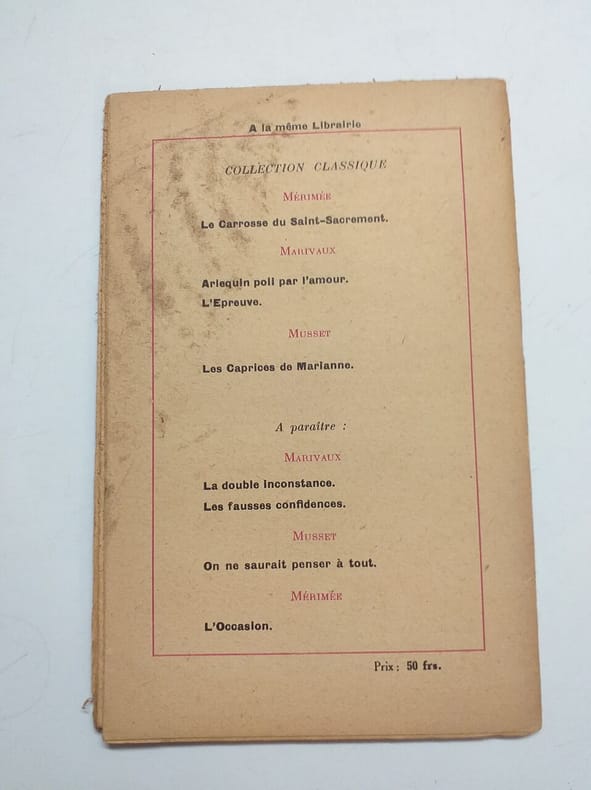 A la même Librairie
COLLECTION CLASSIQUE
MÉRIMÉE
Le Carrosse du Saint-Sacrement.
MARIVAUX
Arlequin poli par l'amour.
L'Epreuve.
MUSSET
Les Caprices de Marianne.
A paraître :
MARIVAUX
La double inconstance.
Les fausses confidences.
MUSSET
On ne saurait penser à tout.
MÉRIMÉE
L'Occasion.
Prix : 50 frs.